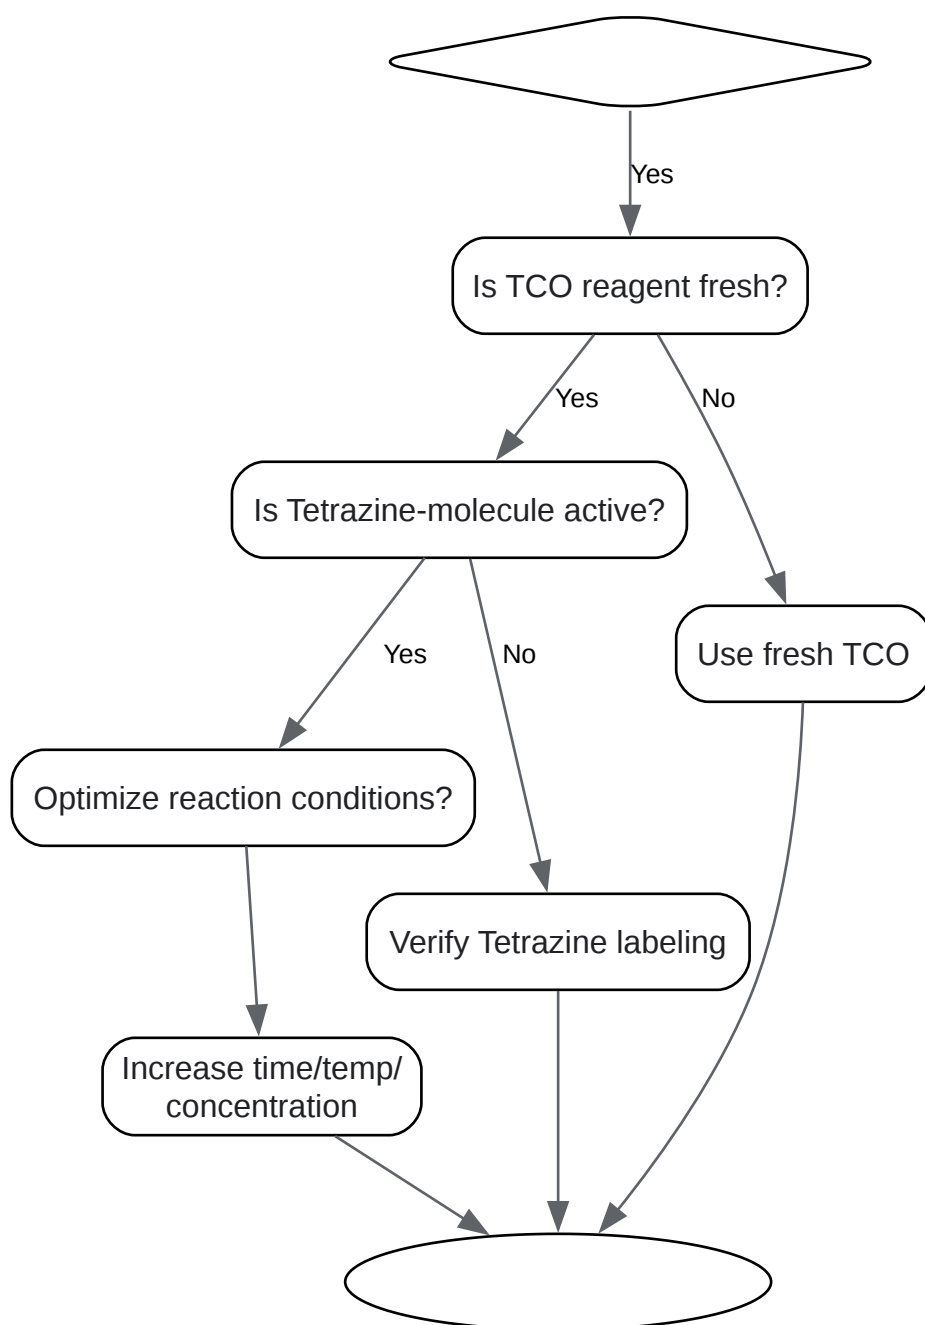 Yes
Is TCO reagent fresh?
Yes
No
Is Tetrazine-molecule active?
Yes
No
Use fresh TCO
Optimize reaction conditions?
Verify Tetrazine labeling
Increase time/temp/
concentration